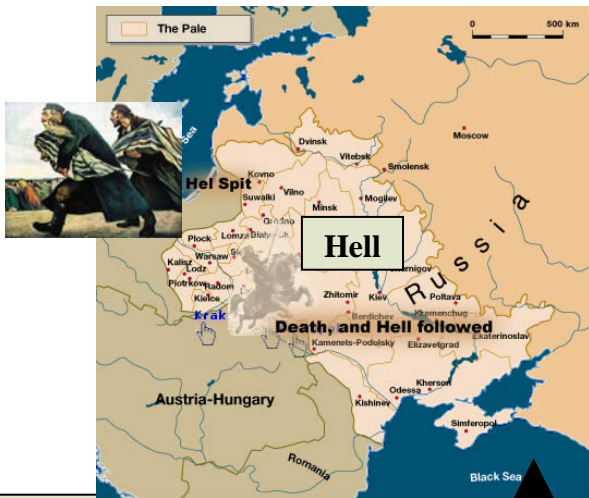 The Pale
0 500 km
Moscow
Sea
Dvinsk
Vitebsk
Smolensk
Kovno
Hel Spit
Vilno
Suwalki
Minsk
Mogilev
Grodno
Lomza
Plock
Hell
Kalisz
Warsaw
Lodz
Piotrkow
Radom
Kielce
Russia
Zhitomir
Kiev
Poltava
Krak
Berdichev
Kremenchug
Death, and Hell followed
Ekaterinoslav
Kamenets-Podolsky
Elizavetgrad
Austria-Hungary
Kishinev
Odessa
Kherson
Simferopol
Romania
Black Sea